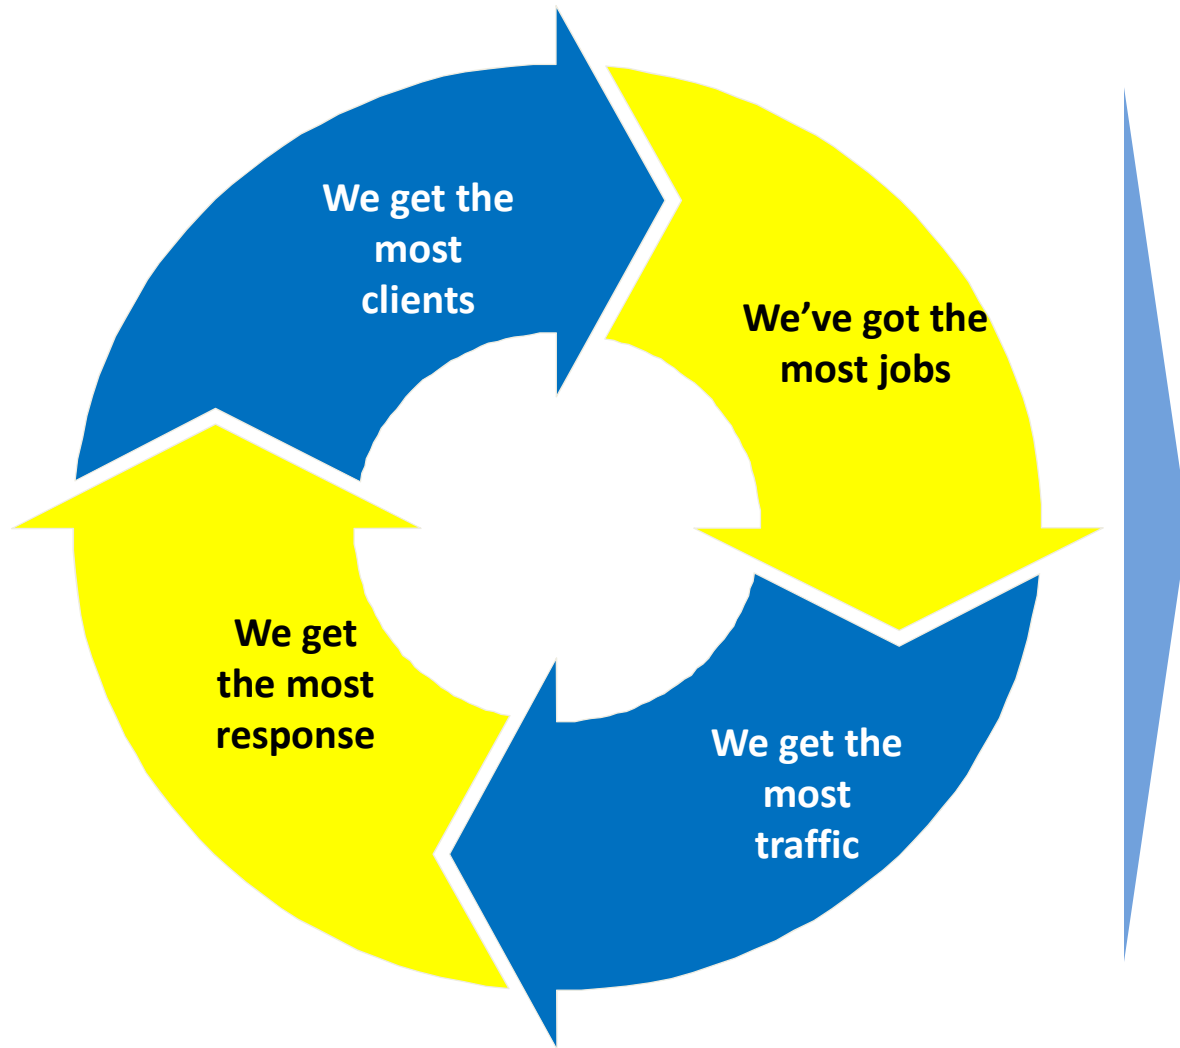 We get the
most
clients
We’ve got the
most jobs
We get
the most
response
We get the
most
traffic